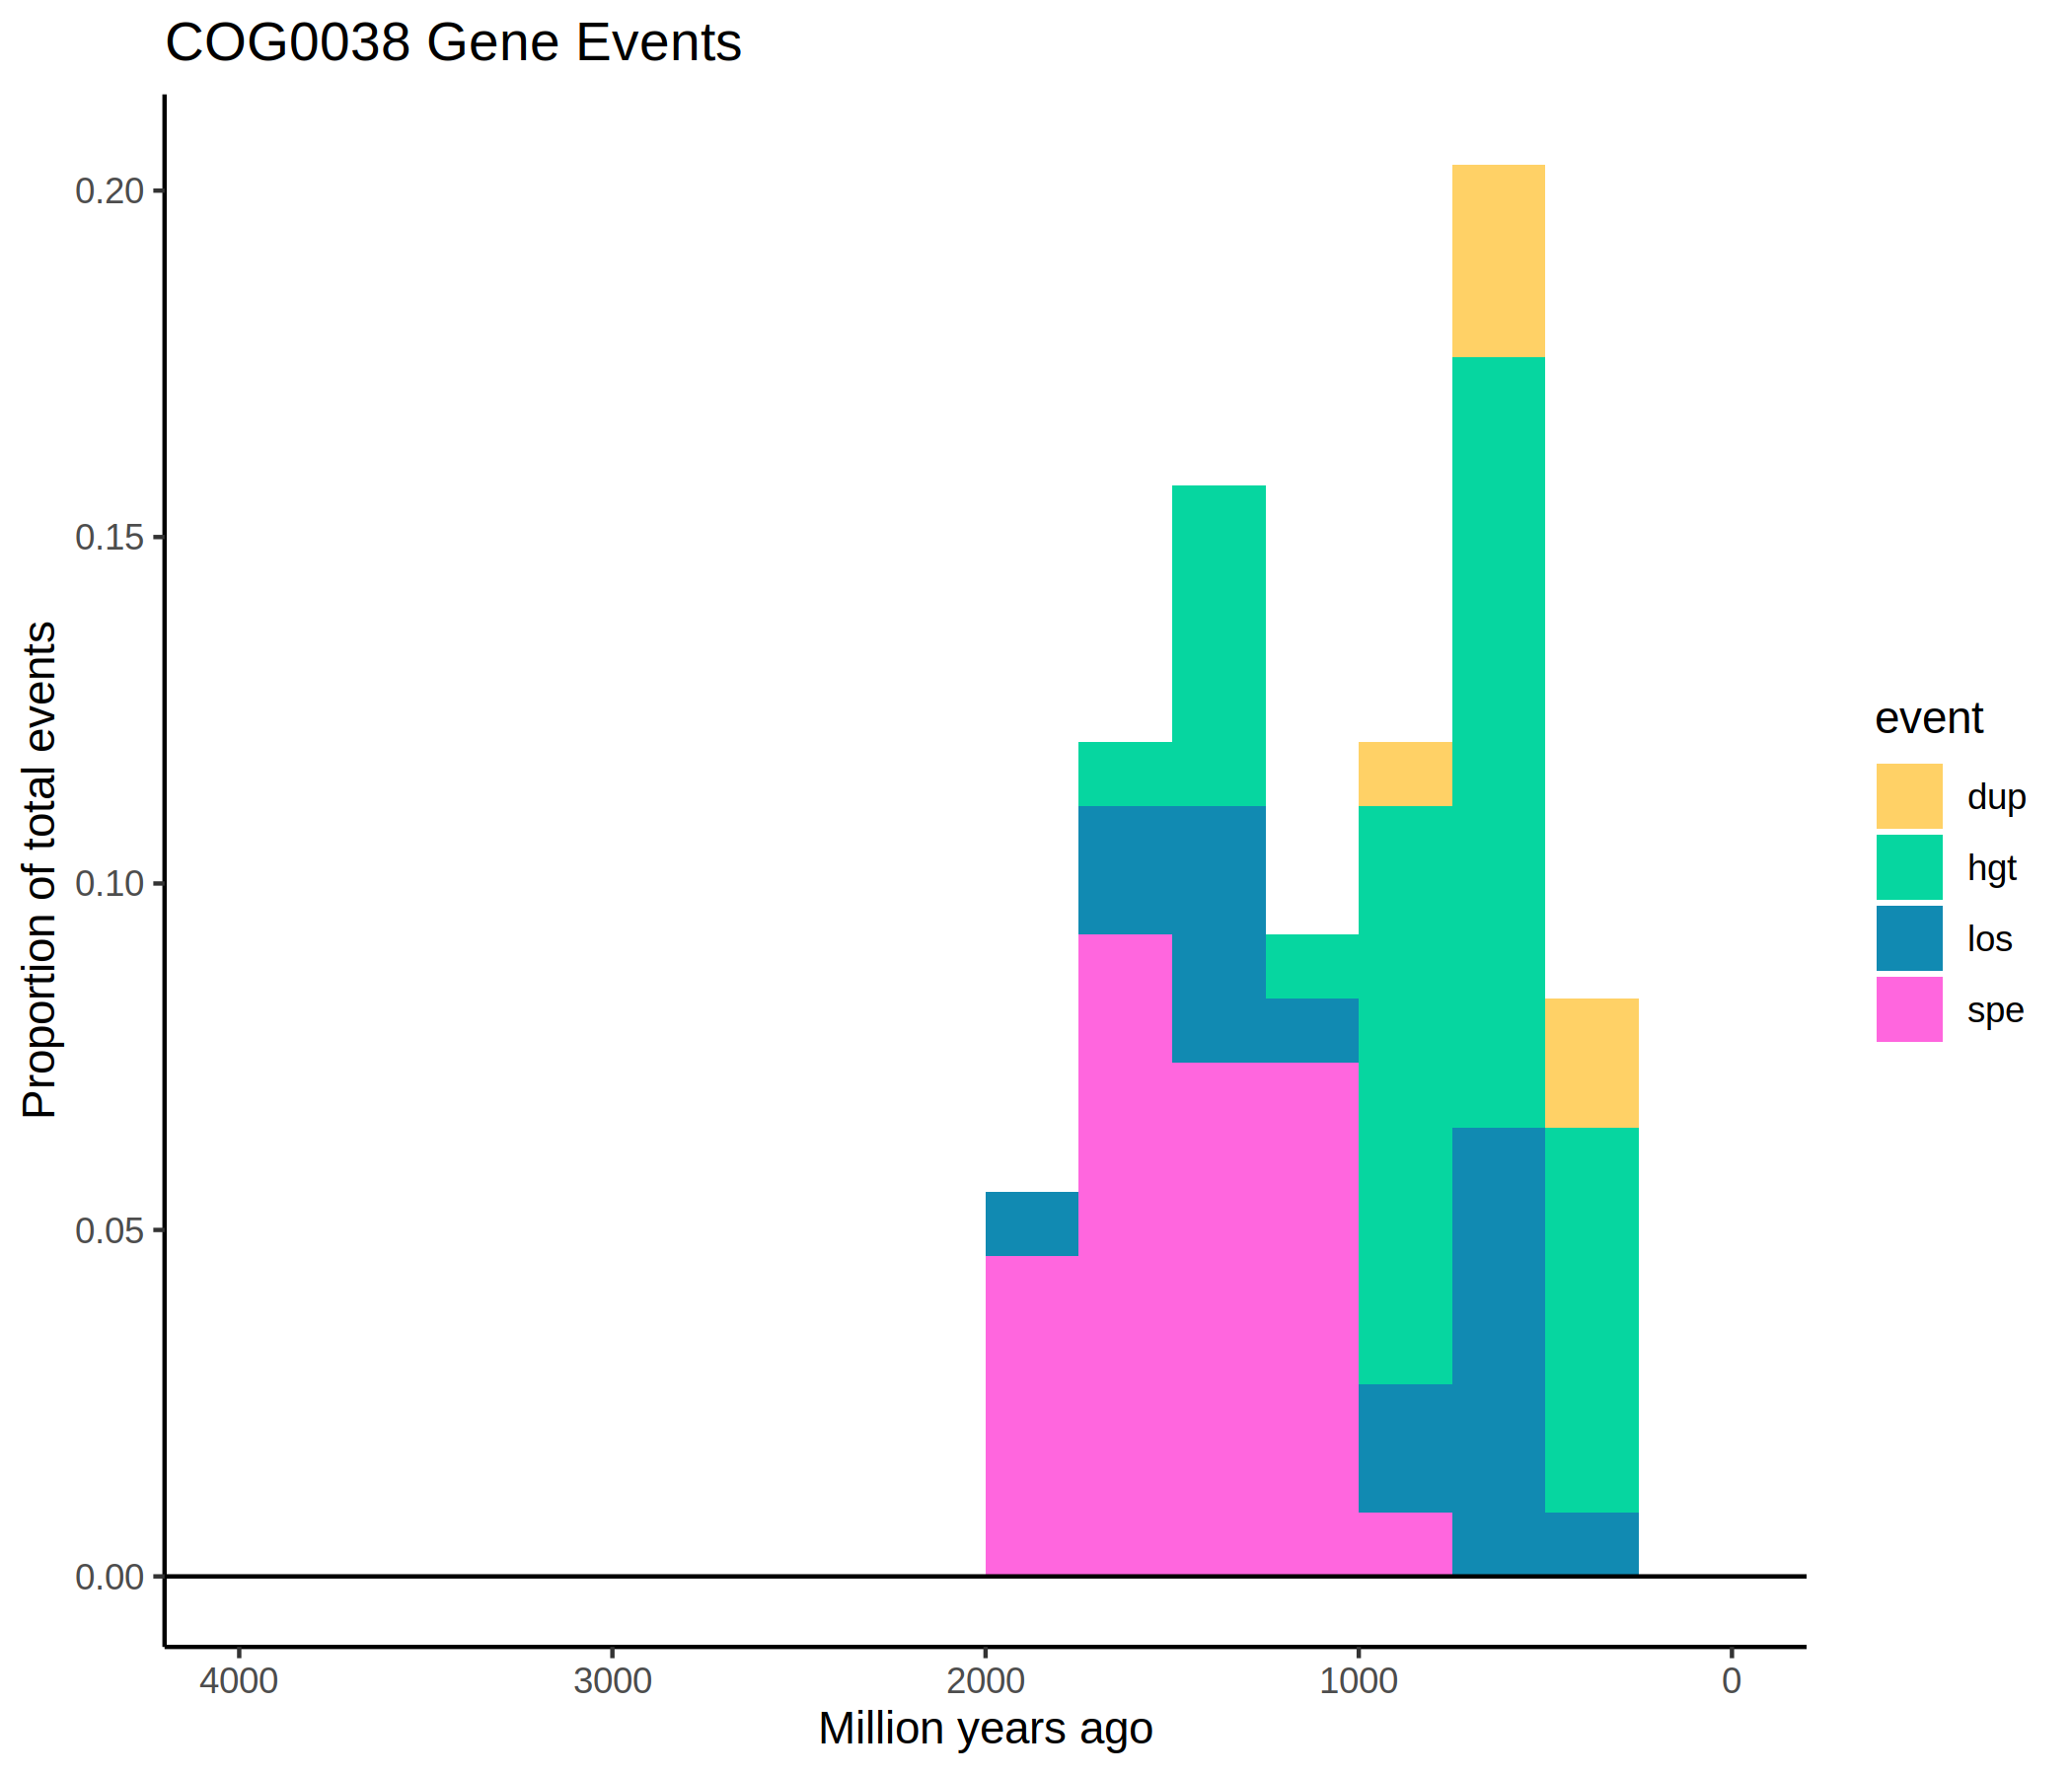 COG0038 Gene Events
Proportion of total events
0.20
0.15
0.10
0.05
0.00
4000 3000 2000 1000 0
Million years ago
event
dup
hgt
los
spe